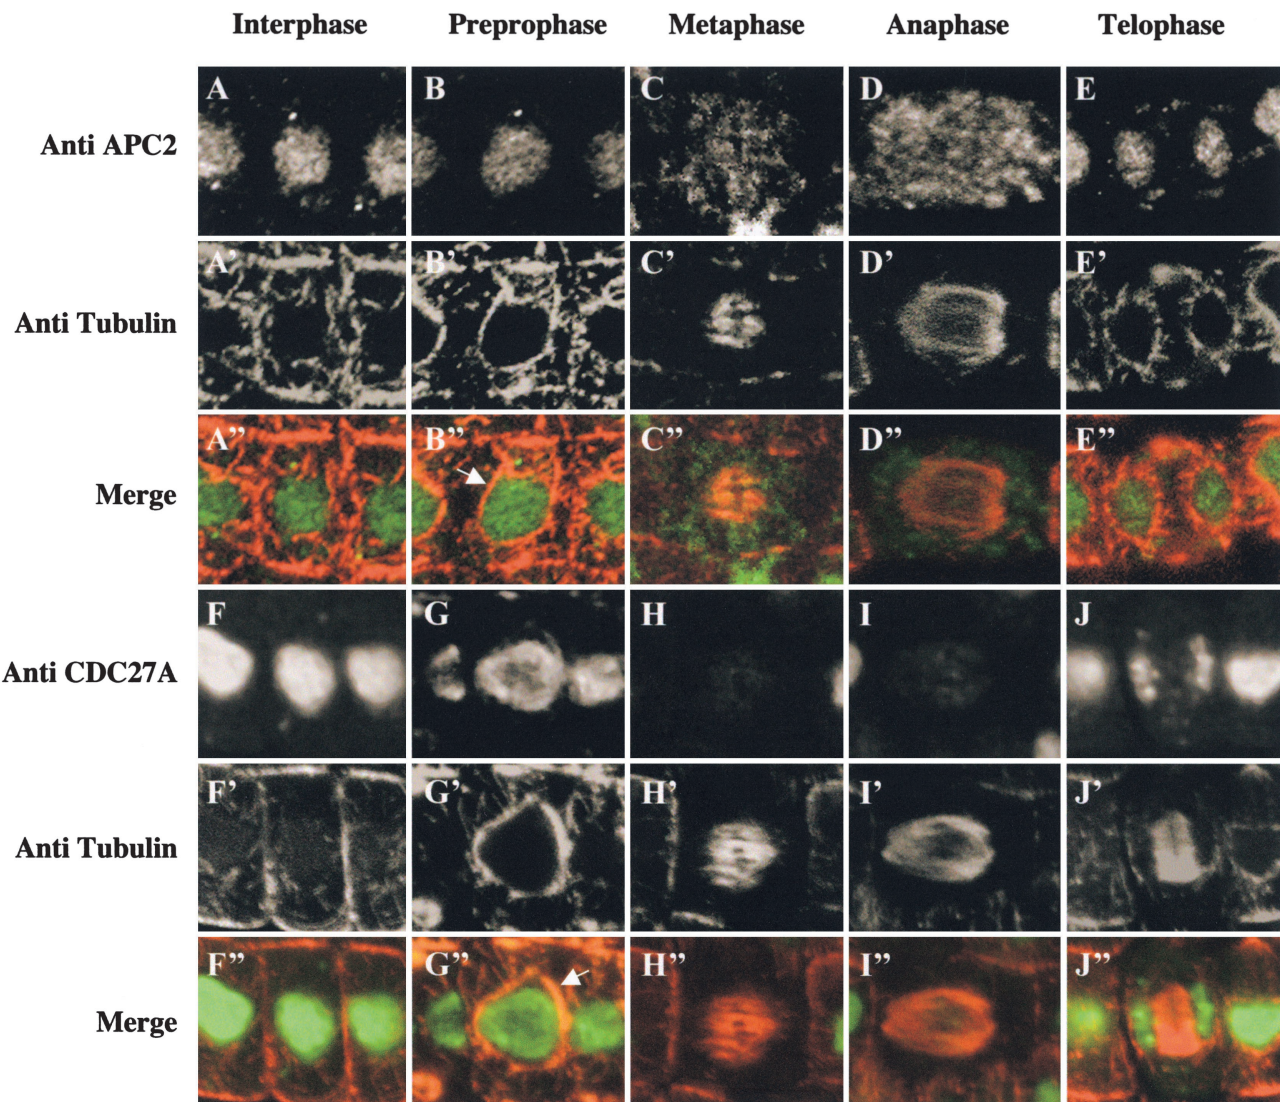 Interphase Preprophase Metaphase Anaphase Telophase
Anti APC2 A B C D E
Anti Tubulin A’ B’ C’ D’ E’
Merge A” B” C” D” E”
Anti CDC27A F G H I J
Anti Tubulin F’ G’ H’ I’ J’
Merge F” G” H” I” J”